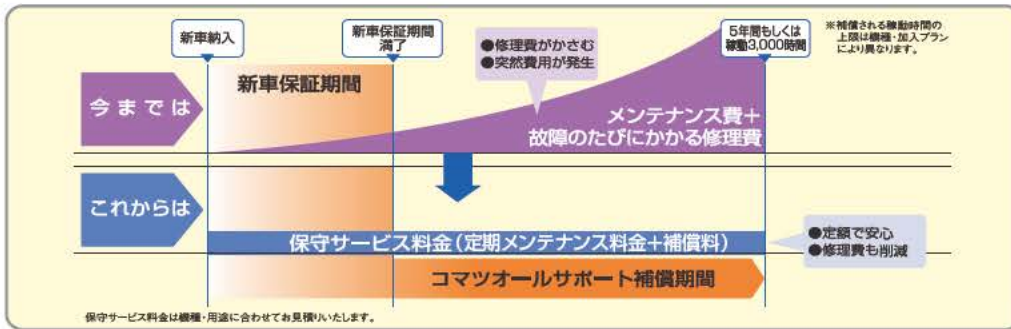 新車納入
新車保証期間
満了
5年間もしくは
稼動3,000時間
※補償される稼動時間の
上限は機種・加入プラン
により異なります。
●修理費がかさむ
●突然費用が発生
新車保証期間
今までは
メンテナンス費＋
故障のたびにかかる修理費
これからは
保守サービス料金（定期メンテナンス料金＋補償料）
●定額で安心
●修理費も削減
コマツオールサポート補償期間
保守サービス料金は機種・用途に合わせてお見積りいたします。